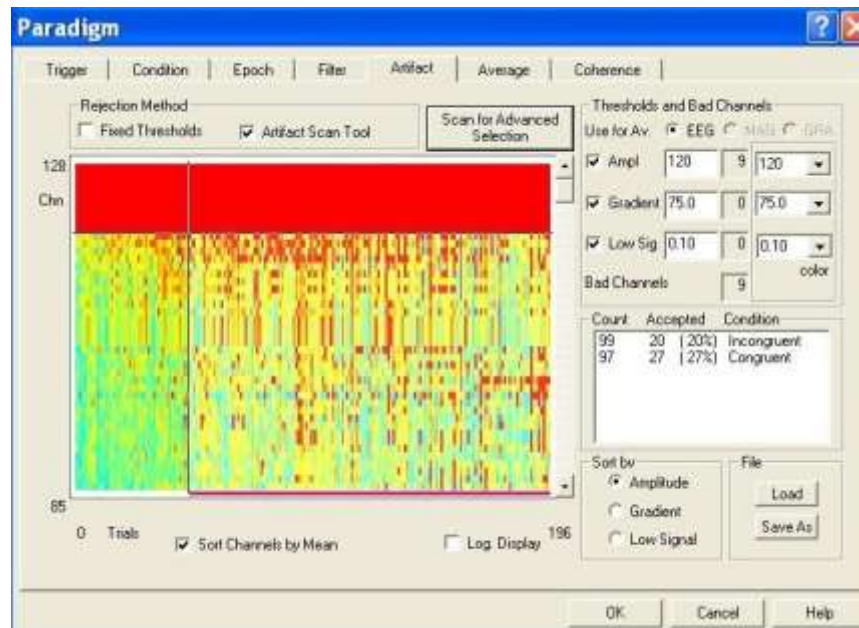 Paradigm
Trigger Condition Epoch Filter Artifact Average Coherence
Rejection Method
Fixed Thresholds Artifact Scan Tool
Scan for Advanced
Selection
Thresholds and Bad Channels
Use for Av. EEG MAG GRA
Ampl 120 9 120
Gradient 75.0 0 75.0
Low Sig 0.10 0 0.10
color
Bad Channels 9
128
Chn
85
0 Trials 196
Sort Channels by Mean Log. Display
Count Accepted Condition
99 20 (20%) Incongruent
97 27 (27%) Congruent
Sort by
Amplitude
Gradient
Low Signal
File
Load
Save As
OK Cancel Help